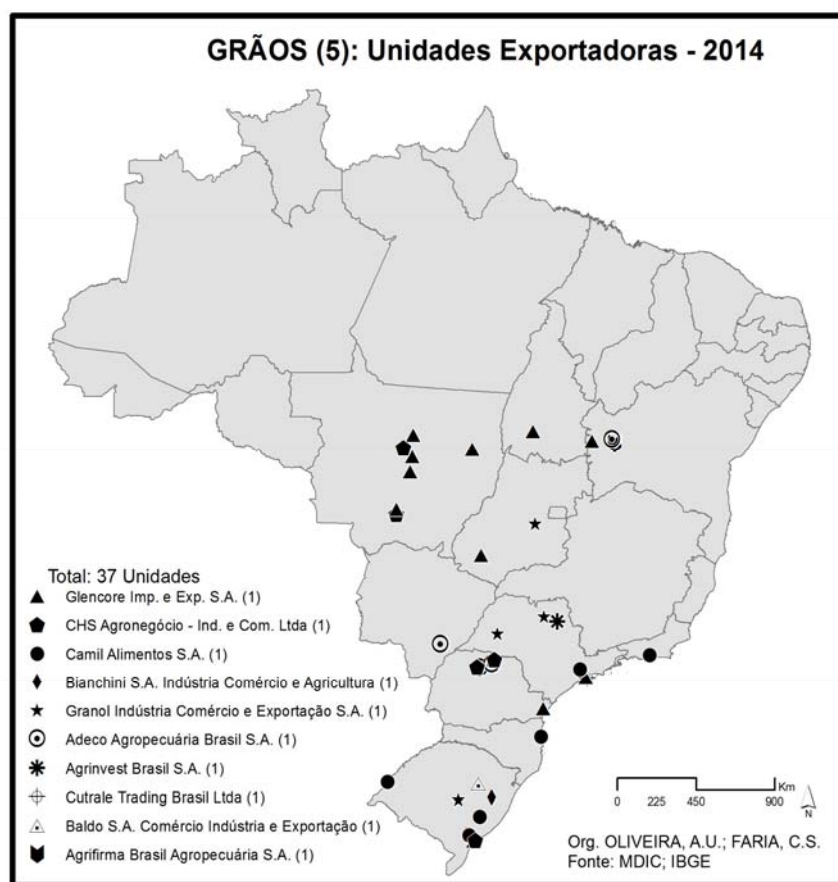 GRÃOS (5): Unidades Exportadoras - 2014
Total: 37 Unidades
Glencore Imp. e Exp. S.A. (1)
CHS Agronegócio - Ind. e Com. Ltda (1)
Camil Alimentos S.A. (1)
Bianchini S.A. Indústria Comércio e Agricultura (1)
Granol Indústria Comércio e Exportação S.A. (1)
Adeco Agropecuária Brasil S.A. (1)
Agrinvest Brasil S.A. (1)
Cutrale Trading Brasil Ltda (1)
Baldo S.A. Comércio Indústria e Exportação (1)
Agrifirma Brasil Agropecuária S.A. (1)
Km
0 225 450 900
N
Org. OLIVEIRA, A.U.; FARIA, C.S.
Fonte: MDIC; IBGE